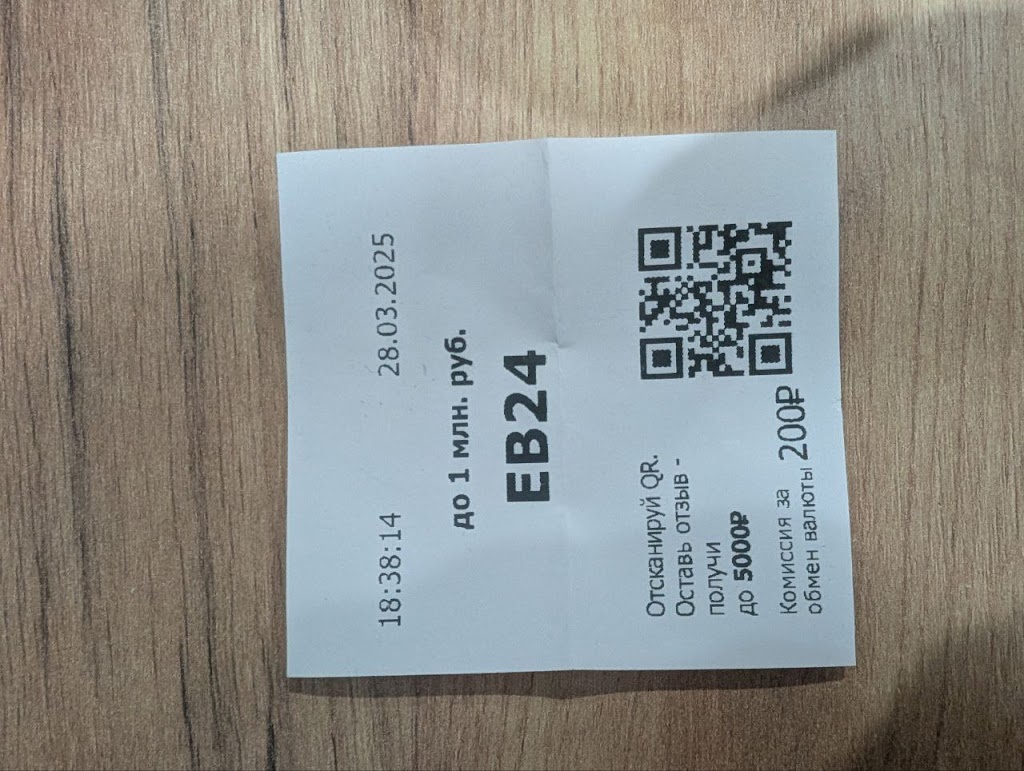 18:38:14 28.03.2025
до 1 млн. руб.
ЕВ24
Отсканируй QR.
Оставь отзыв -
получи
до 5000₽
Комиссия за
обмен валюты 200₽